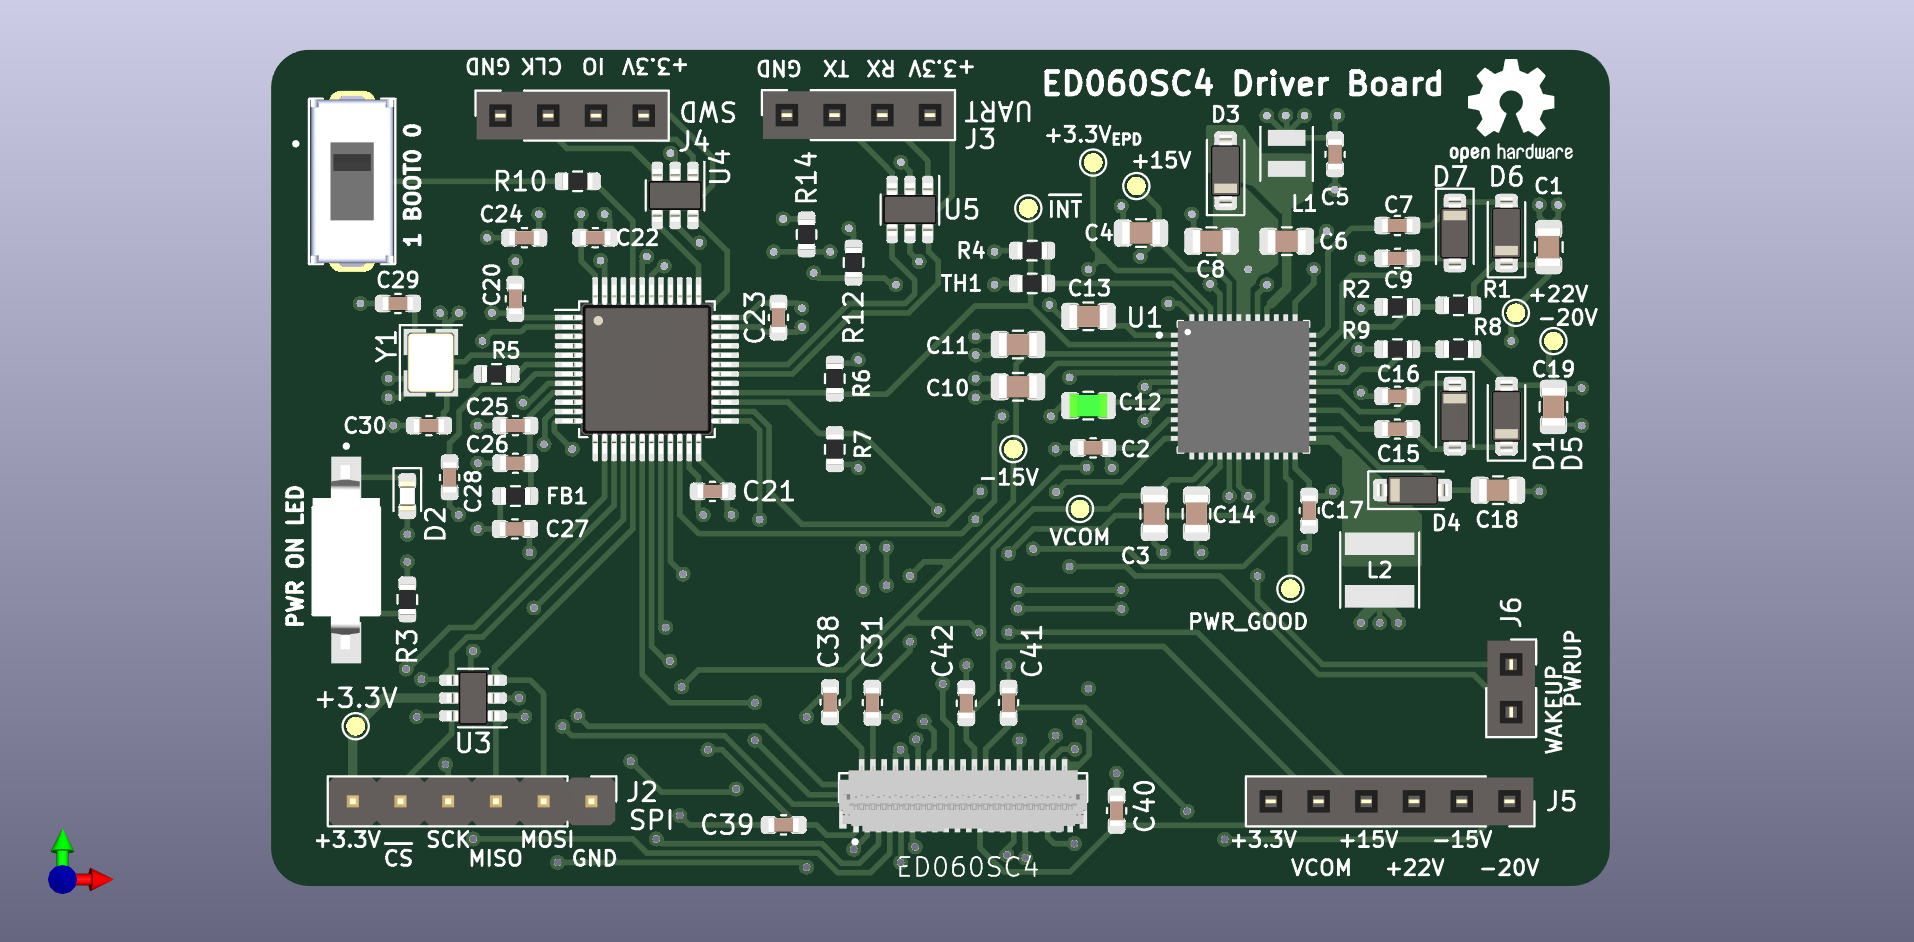 GND CLK IO +3.3V
SWD
J4
GND TX RX +3.3V
UART
J3
ED060SC4 Driver Board
open hardware
1 BOOT0 0
R10
U4
R14
U5
+3.3VEPD
+15V
D3
L1
C5
D7
D6
C1
C24
C22
INT
C4
C8
C6
C7
C9
R4
TH1
C29
C20
C23
R12
C13
U1
R2
R1
+22V
-20V
R9
R8
Y1
R5
R6
C11
C10
C12
C16
C19
C25
C30
C26
R7
C2
C15
D1
D5
-15V
C28
FB1
C21
C27
D2
PWR ON LED
VCOM
C3
C14
C17
D4
C18
L2
R3
PWR_GOOD
J6
WAKEUP
PWRUP
C38
C31
C42
C41
+3.3V
U3
J2
SPI
C39
C40
J5
+3.3V
CS
SCK
MISO
MOSI
GND
ED060SC4
+3.3V
VCOM
+15V
+22V
-15V
-20V